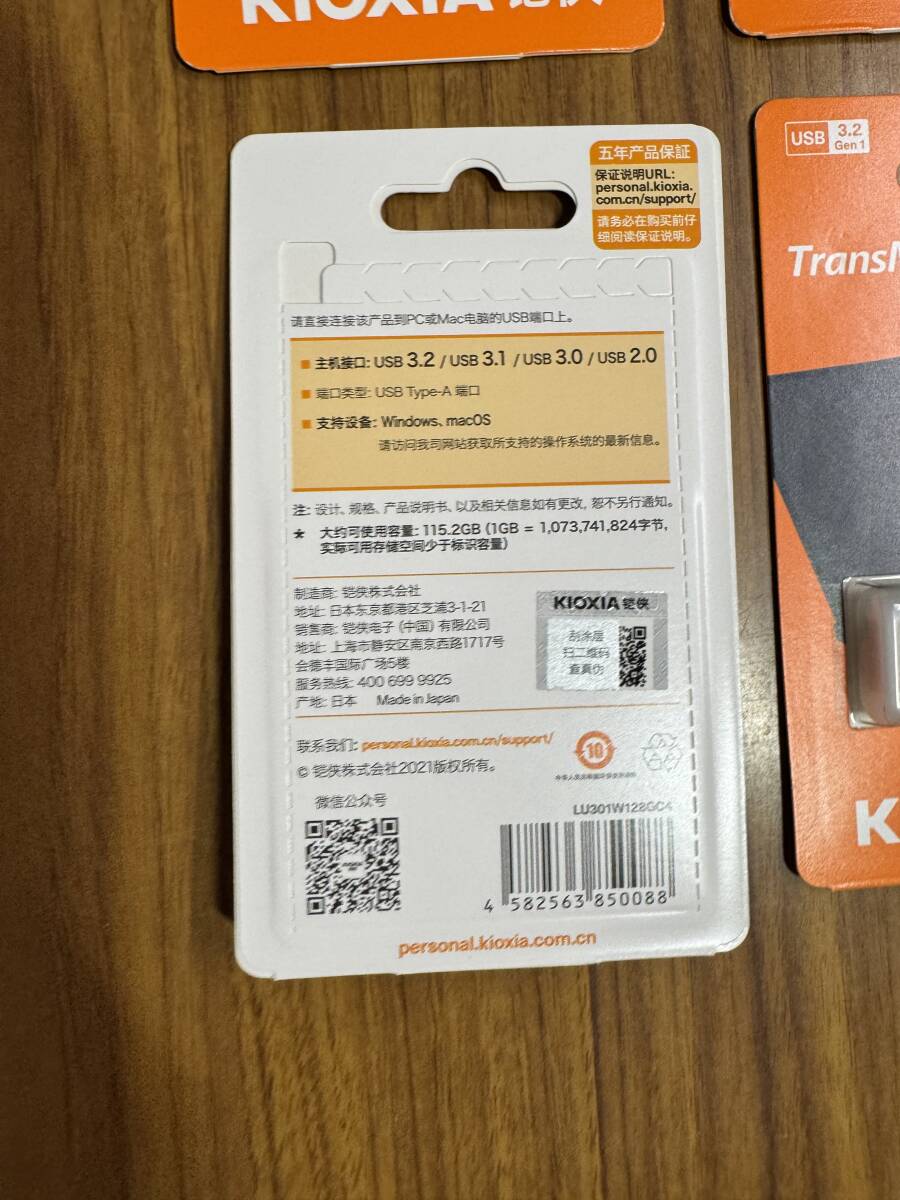 KIOXIA 铠侠
五年产品保証
保证说明URL:
personal.kioxia.
com.cn/support/
请务必在购买前仔
细阅读保证说明。
USB 3.2
Gen 1
请直接连接该产品到PC或Mac电脑的USB端口上。
■ 主机接口: USB 3.2 / USB 3.1 / USB 3.0 / USB 2.0
■ 端口类型: USB Type-A 端口
■ 支持设备: Windows、macOS
请访问我司网站获取所支持的操作系统的最新信息。
注: 设计、规格、产品说明书、以及相关信息如有更改, 恕不另行通知。
* 大约可使用容量: 115.2GB (1GB = 1,073,741,824字节,
实际可用存储空间少于标识容量)
制造商: 铠侠株式会社
地址: 日本东京都港区芝浦3-1-21
销售商: 铠侠电子 (中国) 有限公司
地址: 上海市静安区南京西路1717号
会德丰国际广场5楼
服务热线: 400 699 9925
产地: 日本 Made in Japan
KIOXIA 铠侠
刮涂层
扫二维码
查真伪
联系我们: personal.kioxia.com.cn/support/
© 铠侠株式会社2021版权所有。
10
微信公众号
LU301W128GC4
4 582563 850088
personal.kioxia.com.cn